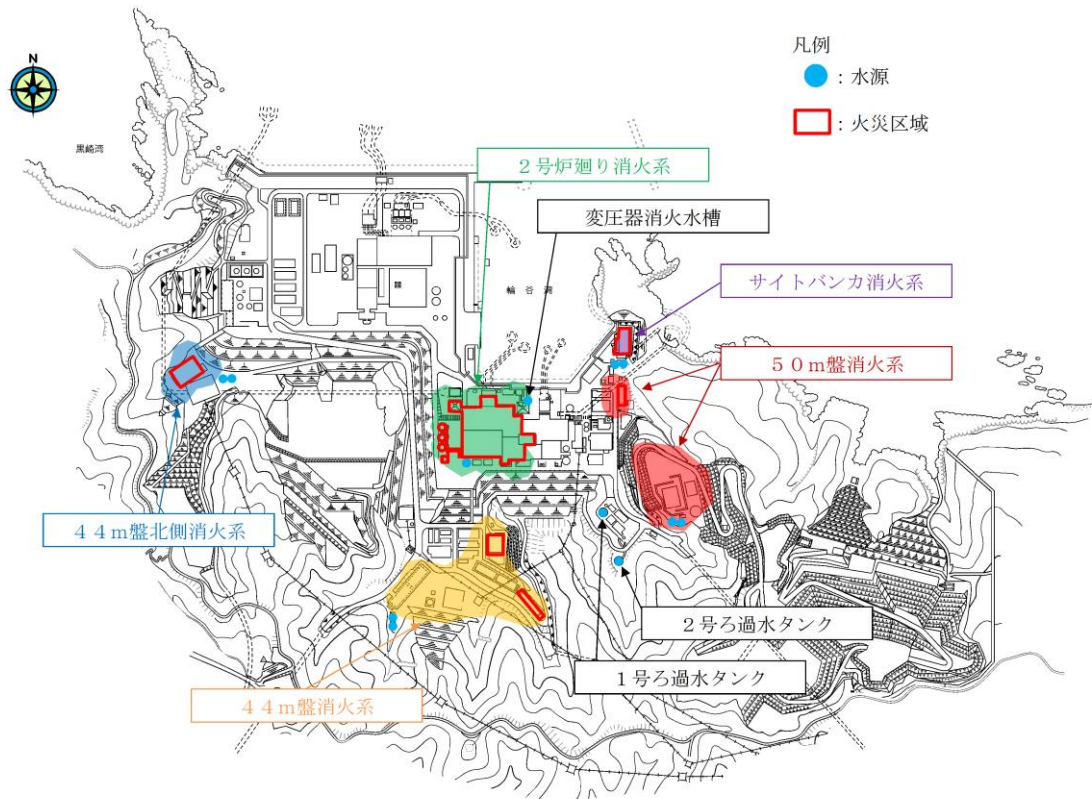 凡例
：水源
：火災区域
N
黒崎湾
２号炉廻り消火系
変圧器消火水槽
輪谷湾
サイトバンカ消火系
５０ｍ盤消火系
４４ｍ盤北側消火系
２号ろ過水タンク
１号ろ過水タンク
４４ｍ盤消火系